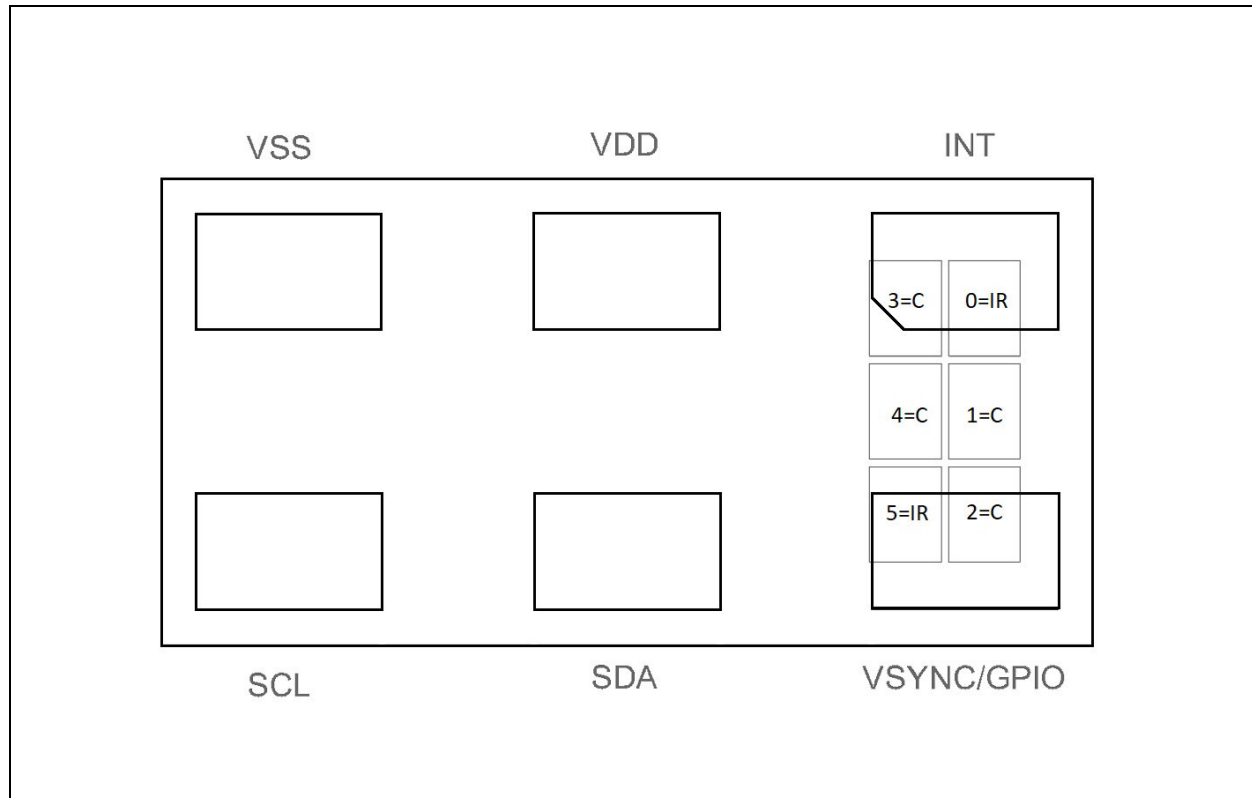 VSS VDD INT
3=C 0=IR
4=C 1=C
5=IR 2=C
SCL SDA VSYNC/GPIO